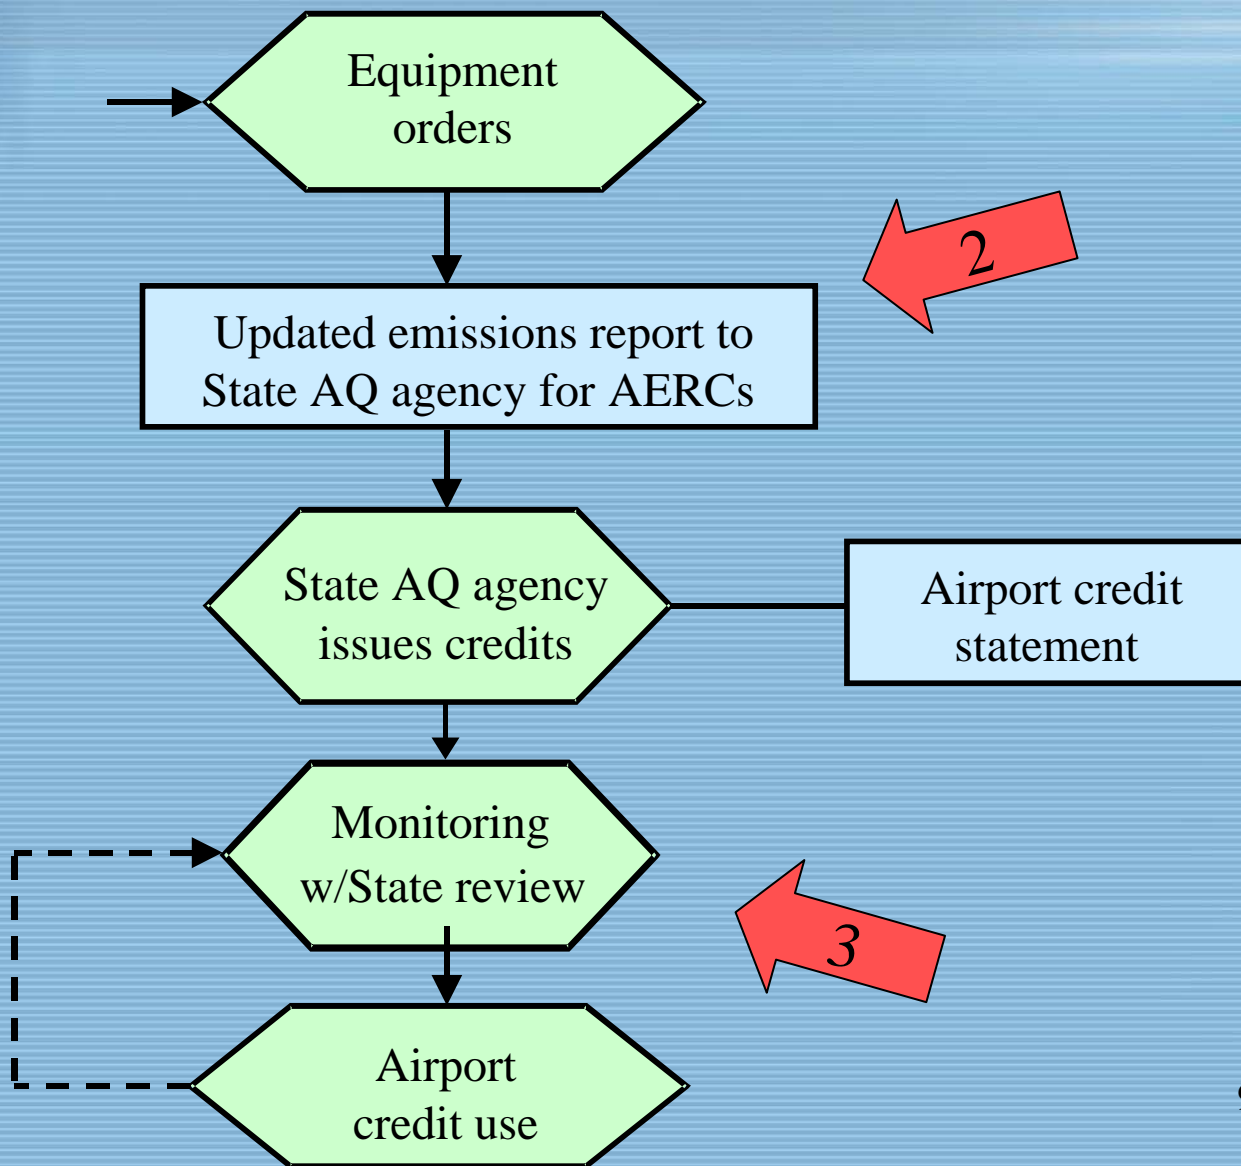 Equipment
orders
2
Updated emissions report to
State AQ agency for AERCs
State AQ agency
issues credits
Airport credit
statement
Monitoring
w/State review
3
Airport
credit use